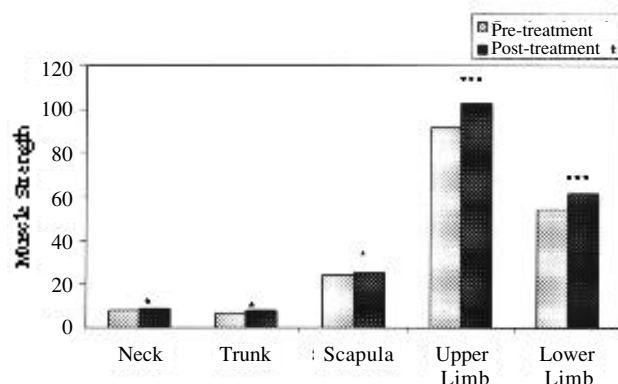 Pre-treatment
Post-treatment
120
100
80
60
40
20
0
Muscle Strength
***
***
*
*
*
Neck
Trunk
Scapula
Upper Limb
Lower Limb